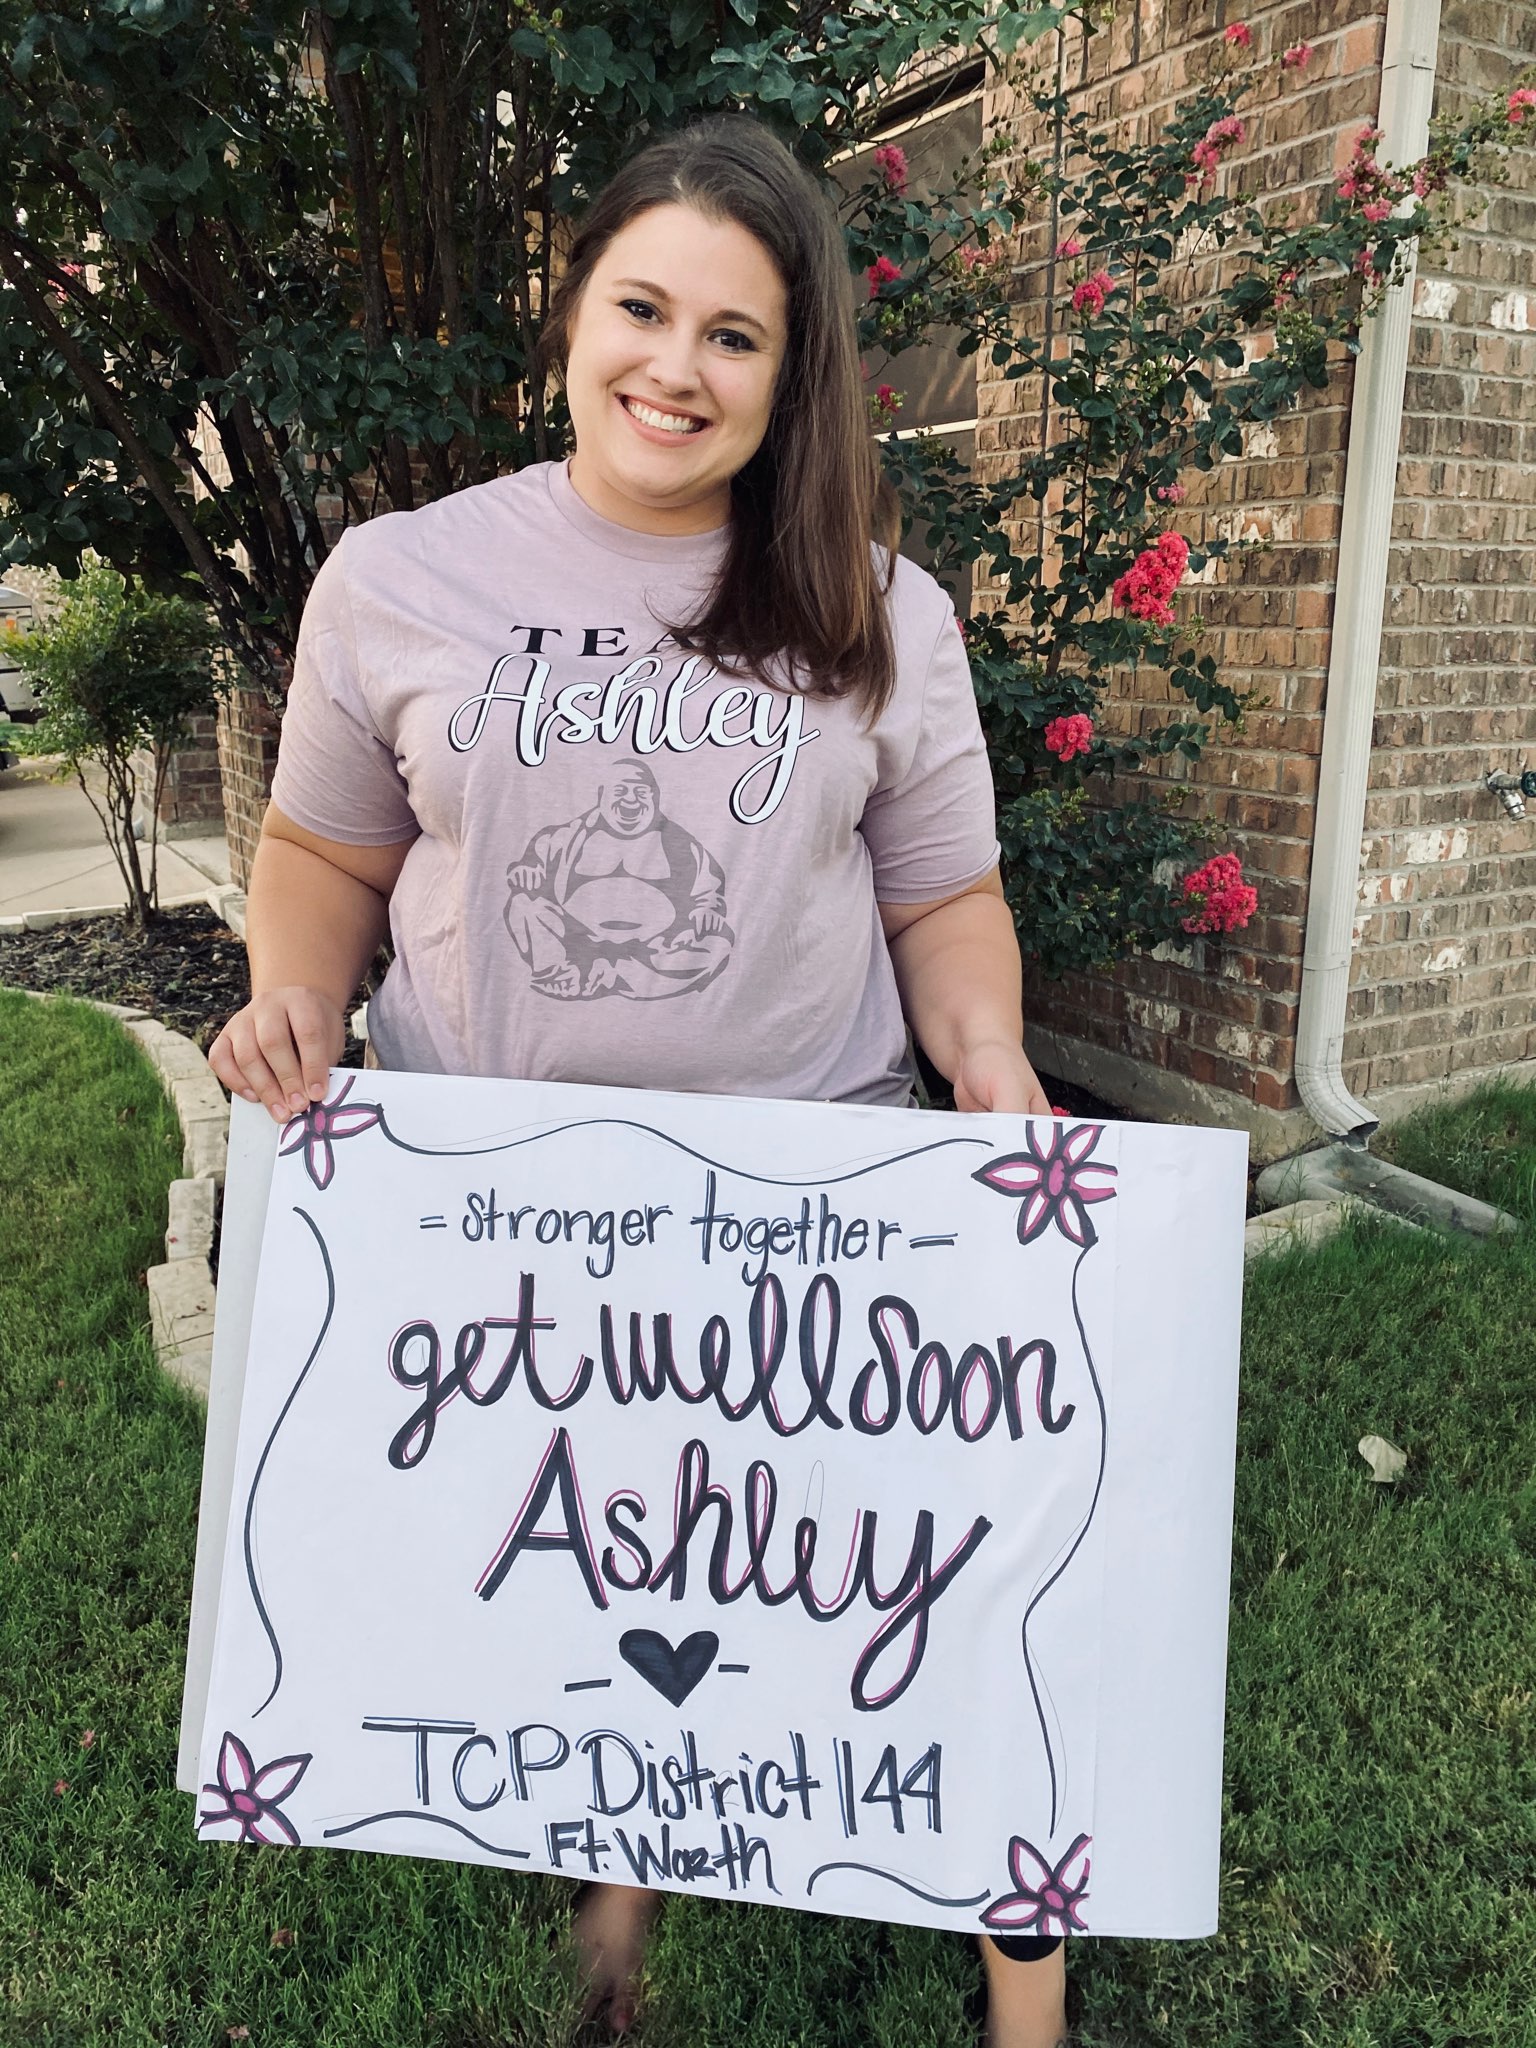 TEA
Ashley
= stronger together =
get well soon
Ashley
TCP District 144
Ft. Worth